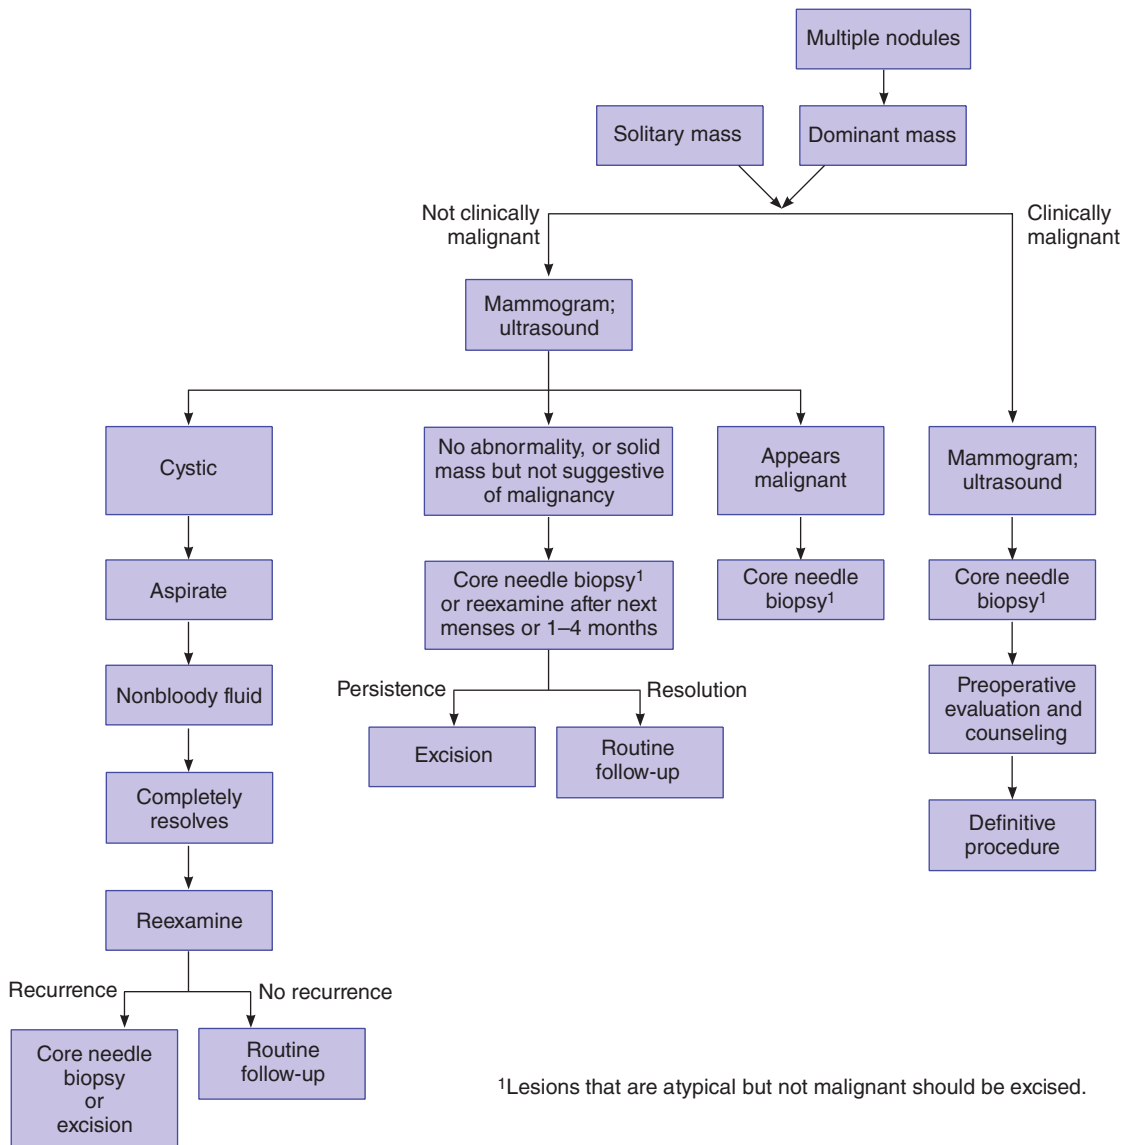 Multiple nodules
Solitary mass
Dominant mass
Not clinically
malignant
Clinically
malignant
Mammogram;
ultrasound
Cystic
No abnormality, or solid
mass but not suggestive
of malignancy
Appears
malignant
Mammogram;
ultrasound
Aspirate
Core needle biopsy¹
or reexamine after next
menses or 1–4 months
Core needle
biopsy¹
Core needle
biopsy¹
Nonbloody fluid
Persistence
Resolution
Preoperative
evaluation and
counseling
Excision
Routine
follow-up
Completely
resolves
Definitive
procedure
Reexamine
Recurrence
No recurrence
Core needle
biopsy
or
excision
Routine
follow-up
¹Lesions that are atypical but not malignant should be excised.